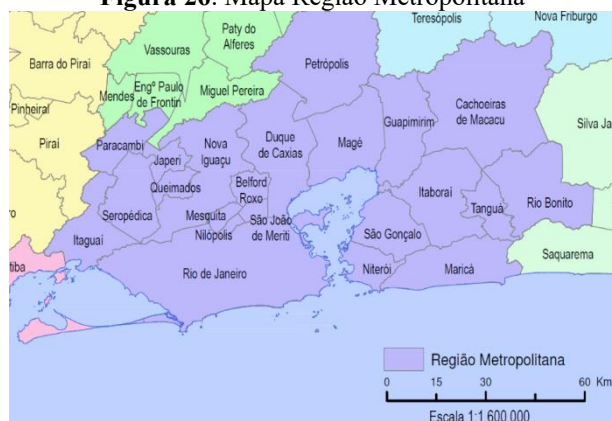 Figura 26: Mapa Região Metropolitana
Paty do
Alferes
Teresópolis
Nova Friburgo
Vassouras
Barra do Piraí
Petrópolis
Engº Paulo
de Frontin
Mendes
Miguel Pereira
Pinheiral
Cachoeiras
de Macacu
Guapimirim
Magé
Duque
de Caxias
Nova
Iguaçu
Silva Ja
Piraí
Paracambi
Japeri
Queimados
Belford
Roxo
Itaboraí
Tanguá
Rio Bonito
Seropédica
Mesquita
Nilópolis
São João
de Meriti
São Gonçalo
Itaguaí
Saquarema
tiba
Rio de Janeiro
Niterói
Maricá
Região Metropolitana
0 15 30 60 Km
Escala 1:1.600.000